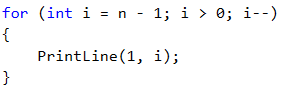 for (int i = n - 1; i > 0; i--)
{
    PrintLine(1, i);
}